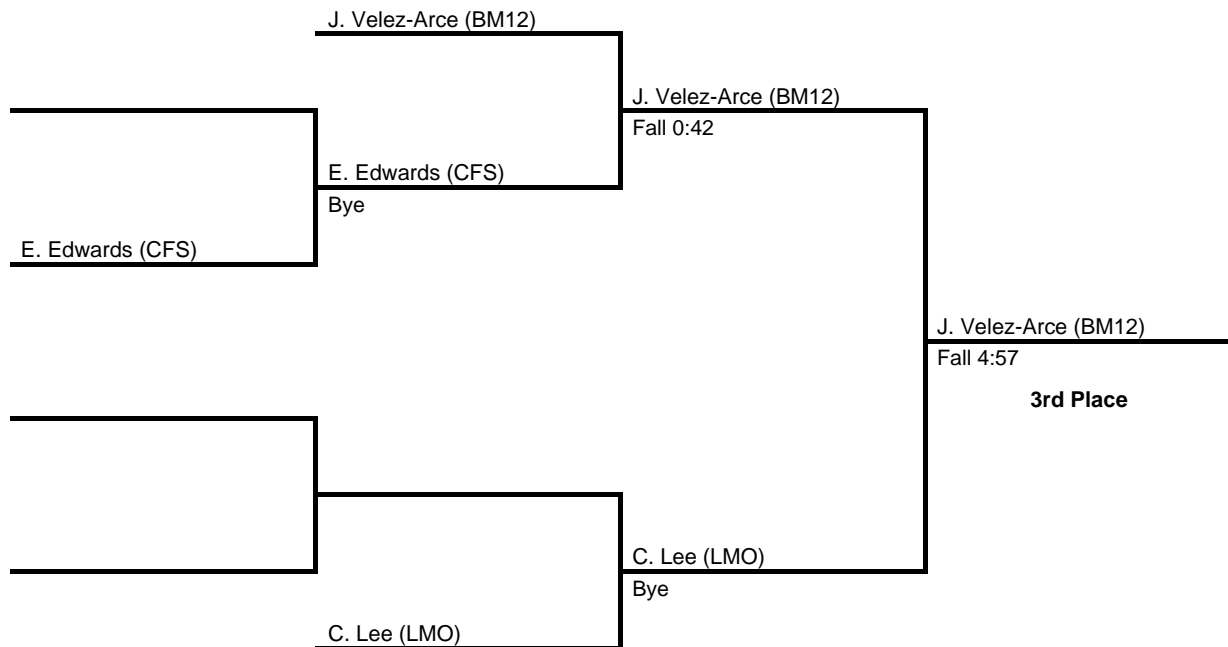 J. Velez-Arce (BM12)
J. Velez-Arce (BM12)
Fall 0:42
E. Edwards (CFS)
Bye
E. Edwards (CFS)
J. Velez-Arce (BM12)
Fall 4:57
3rd Place
C. Lee (LMO)
Bye
C. Lee (LMO)